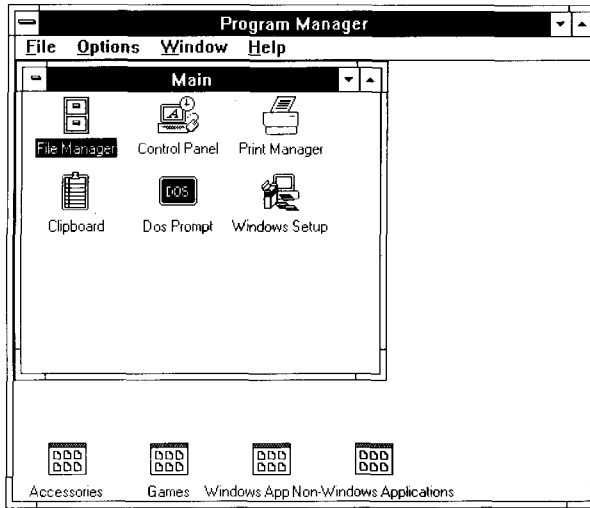 Program Manager
File Options Window Help
Main
File Manager Control Panel Print Manager
DOS
Clipboard Dos Prompt Windows Setup
Accessories Games Windows App Non-Windows Applications